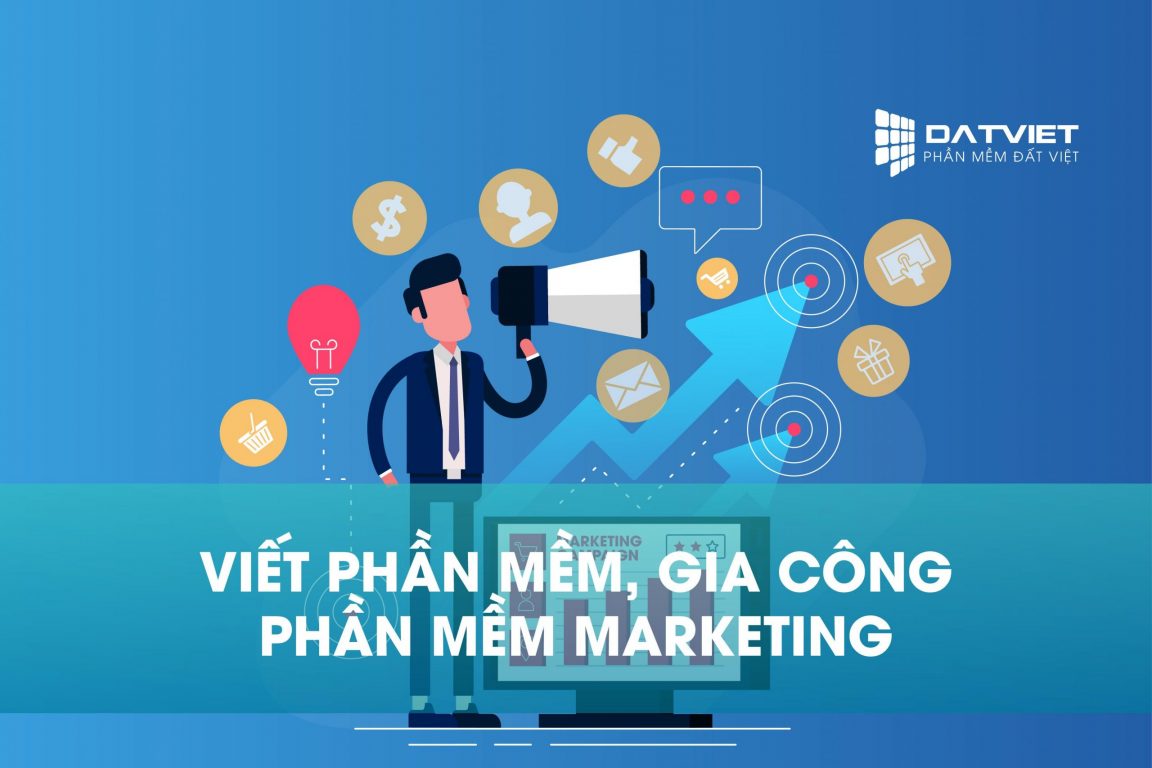 DATVIET
PHẦN MỀM ĐẤT VIỆT
MARKETING
CAMPAIGN
VIẾT PHẦN MỀM, GIA CÔNG
PHẦN MỀM MARKETING